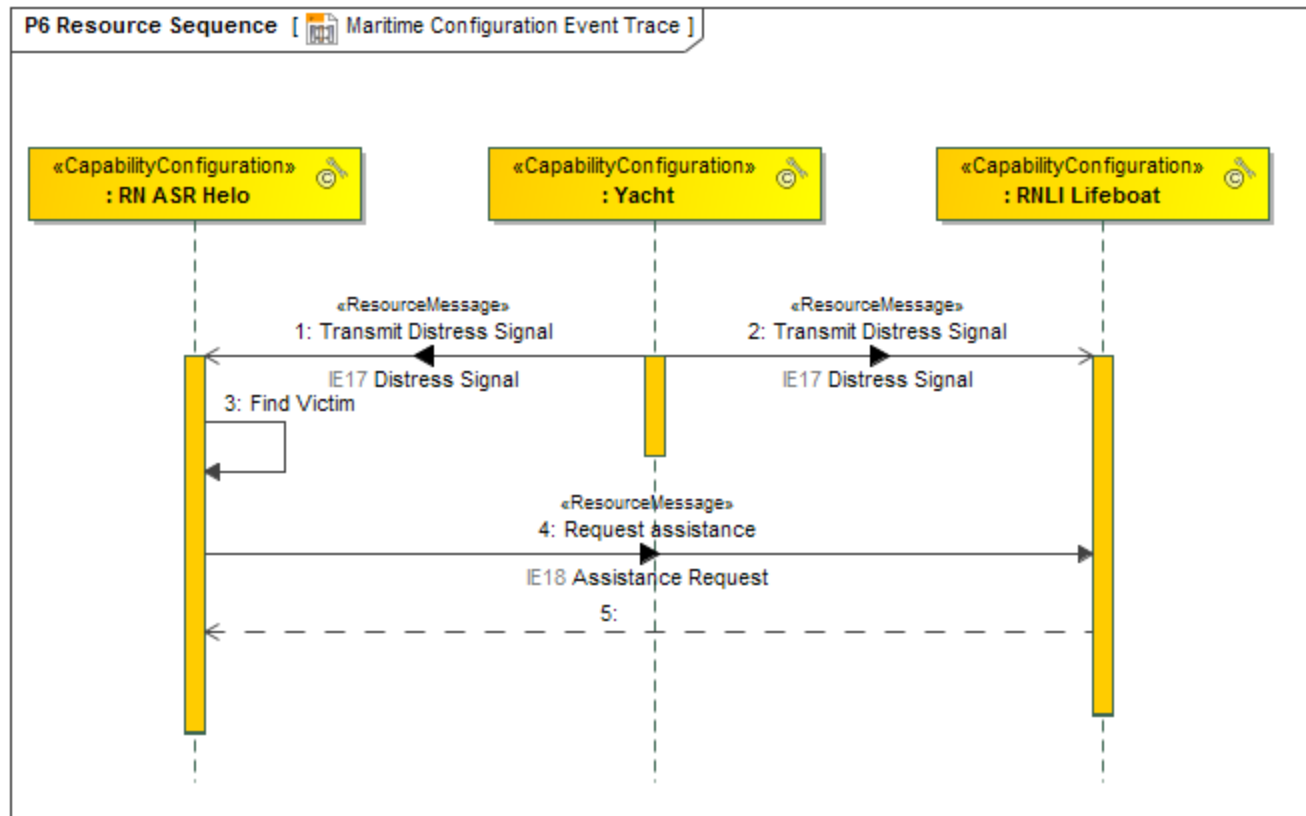 P6 Resource Sequence [ Maritime Configuration Event Trace ]
«CapabilityConfiguration»
: RN ASR Helo
«CapabilityConfiguration»
: Yacht
«CapabilityConfiguration»
: RNLI Lifeboat
«ResourceMessage»
1: Transmit Distress Signal
IE17 Distress Signal
«ResourceMessage»
2: Transmit Distress Signal
IE17 Distress Signal
3: Find Victim
«ResourceMessage»
4: Request assistance
IE18 Assistance Request
5: